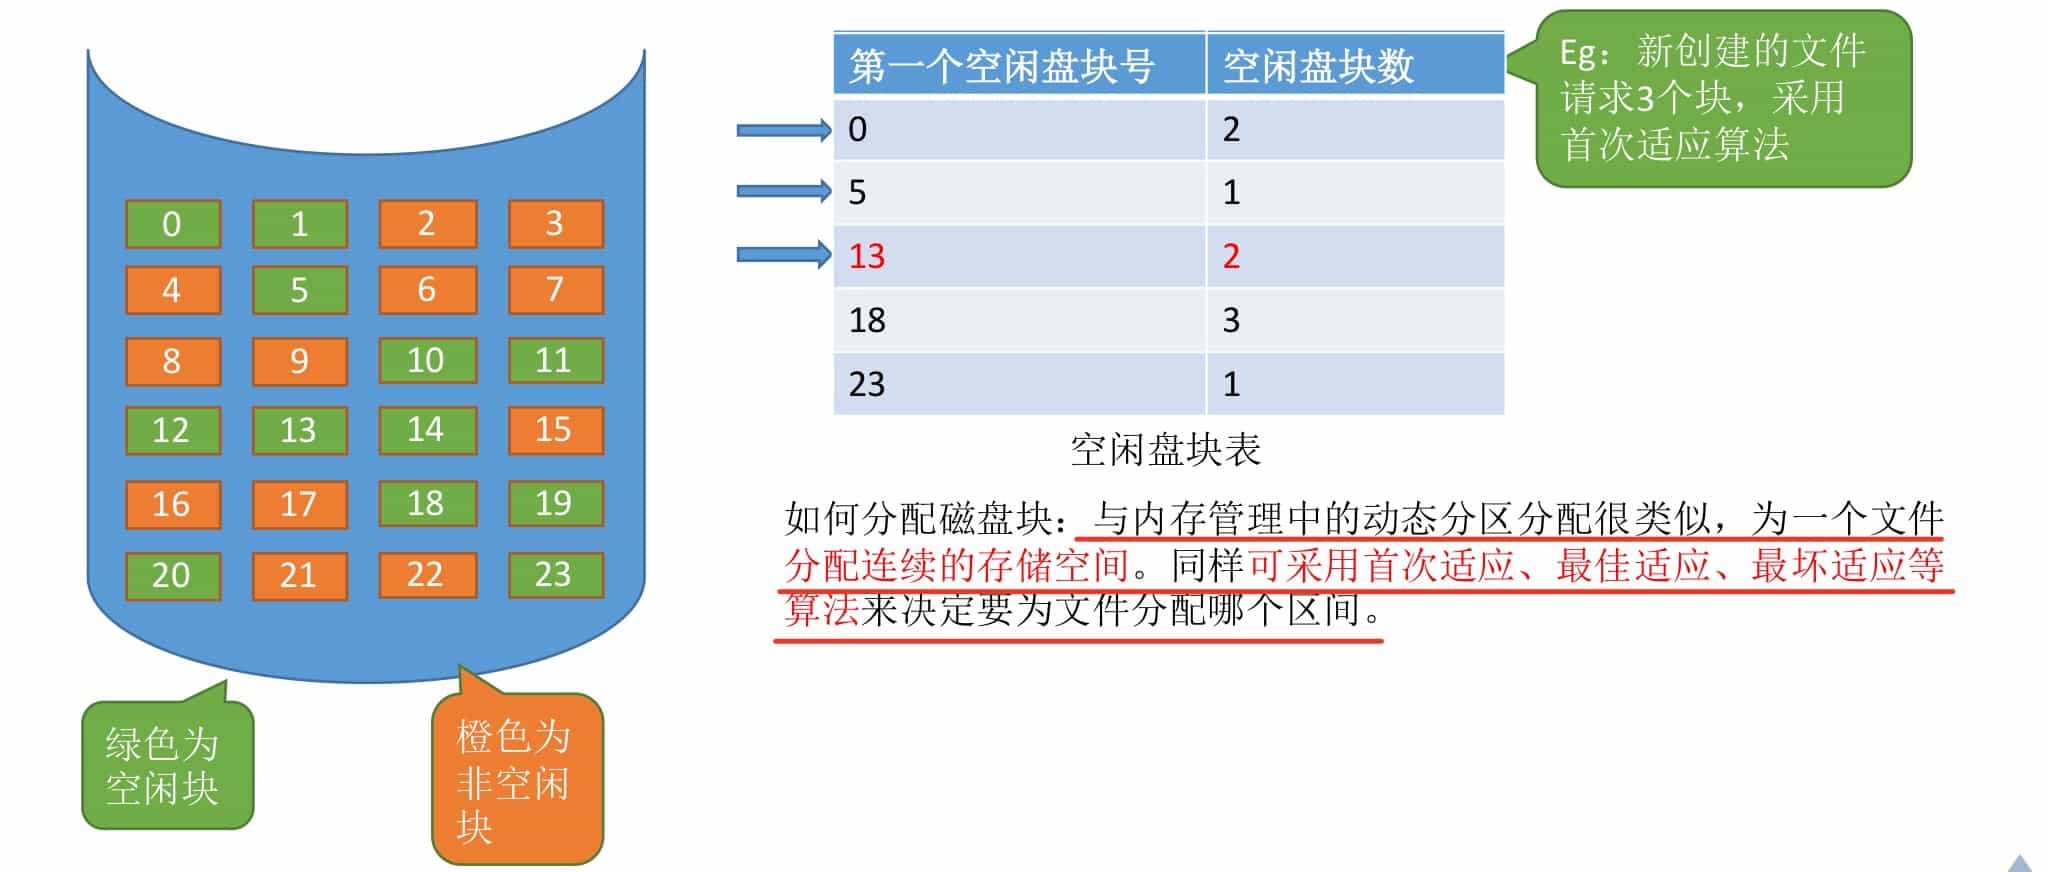 0 1 2 3
4 5 6 7
8 9 10 11
12 13 14 15
16 17 18 19
20 21 22 23
绿色为
空闲块
橙色为
非空闲
块
第一个空闲盘块号 空闲盘块数
0 2
5 1
13 2
18 3
23 1
空闲盘块表
Eg：新创建的文件
请求3个块，采用
首次适应算法
如何分配磁盘块：与内存管理中的动态分区分配很类似，为一个文件
分配连续的存储空间。同样可采用首次适应、最佳适应、最坏适应等
算法来决定要为文件分配哪个区间。